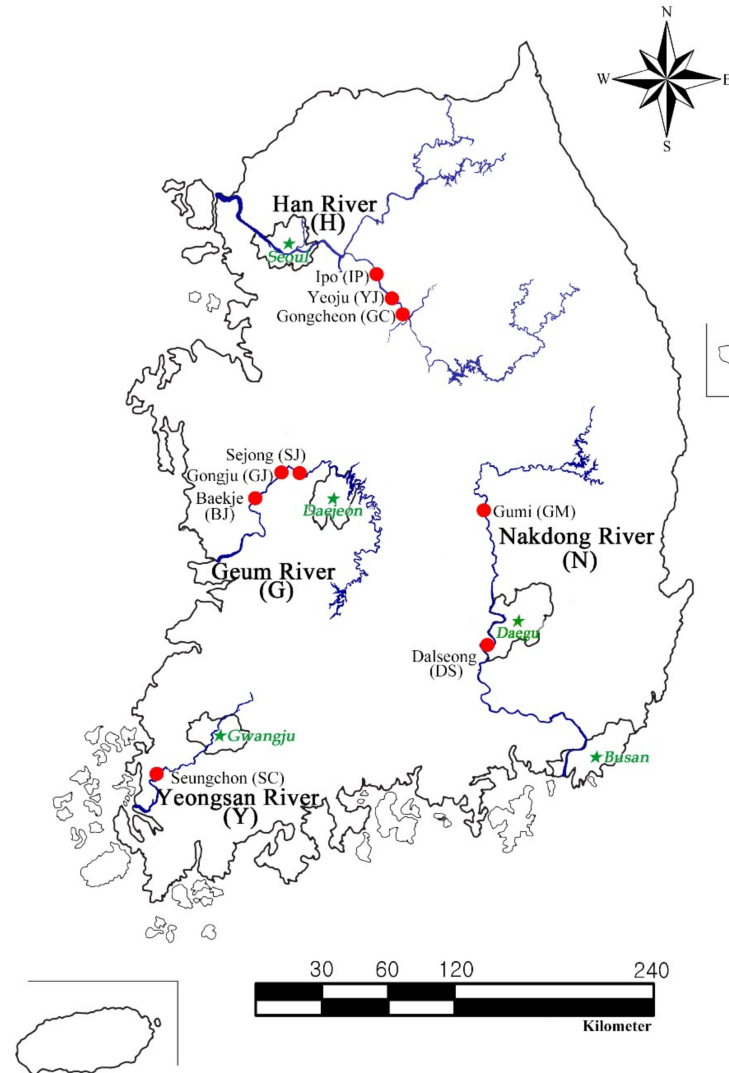 N
W
E
S
Han River
(H)
Seoul
Ipo (IP)
Yeoju (YJ)
Gongcheon (GC)
Sejong (SJ)
Gongju (GJ)
Baekje
(BJ)
Daejeon
Geum River
(G)
Gumi (GM)
Nakdong River
(N)
Daegu
Dalseong
(DS)
Gwangju
Busan
Seungchon (SC)
Yeongsan River
(Y)
30 60 120 240
Kilometer